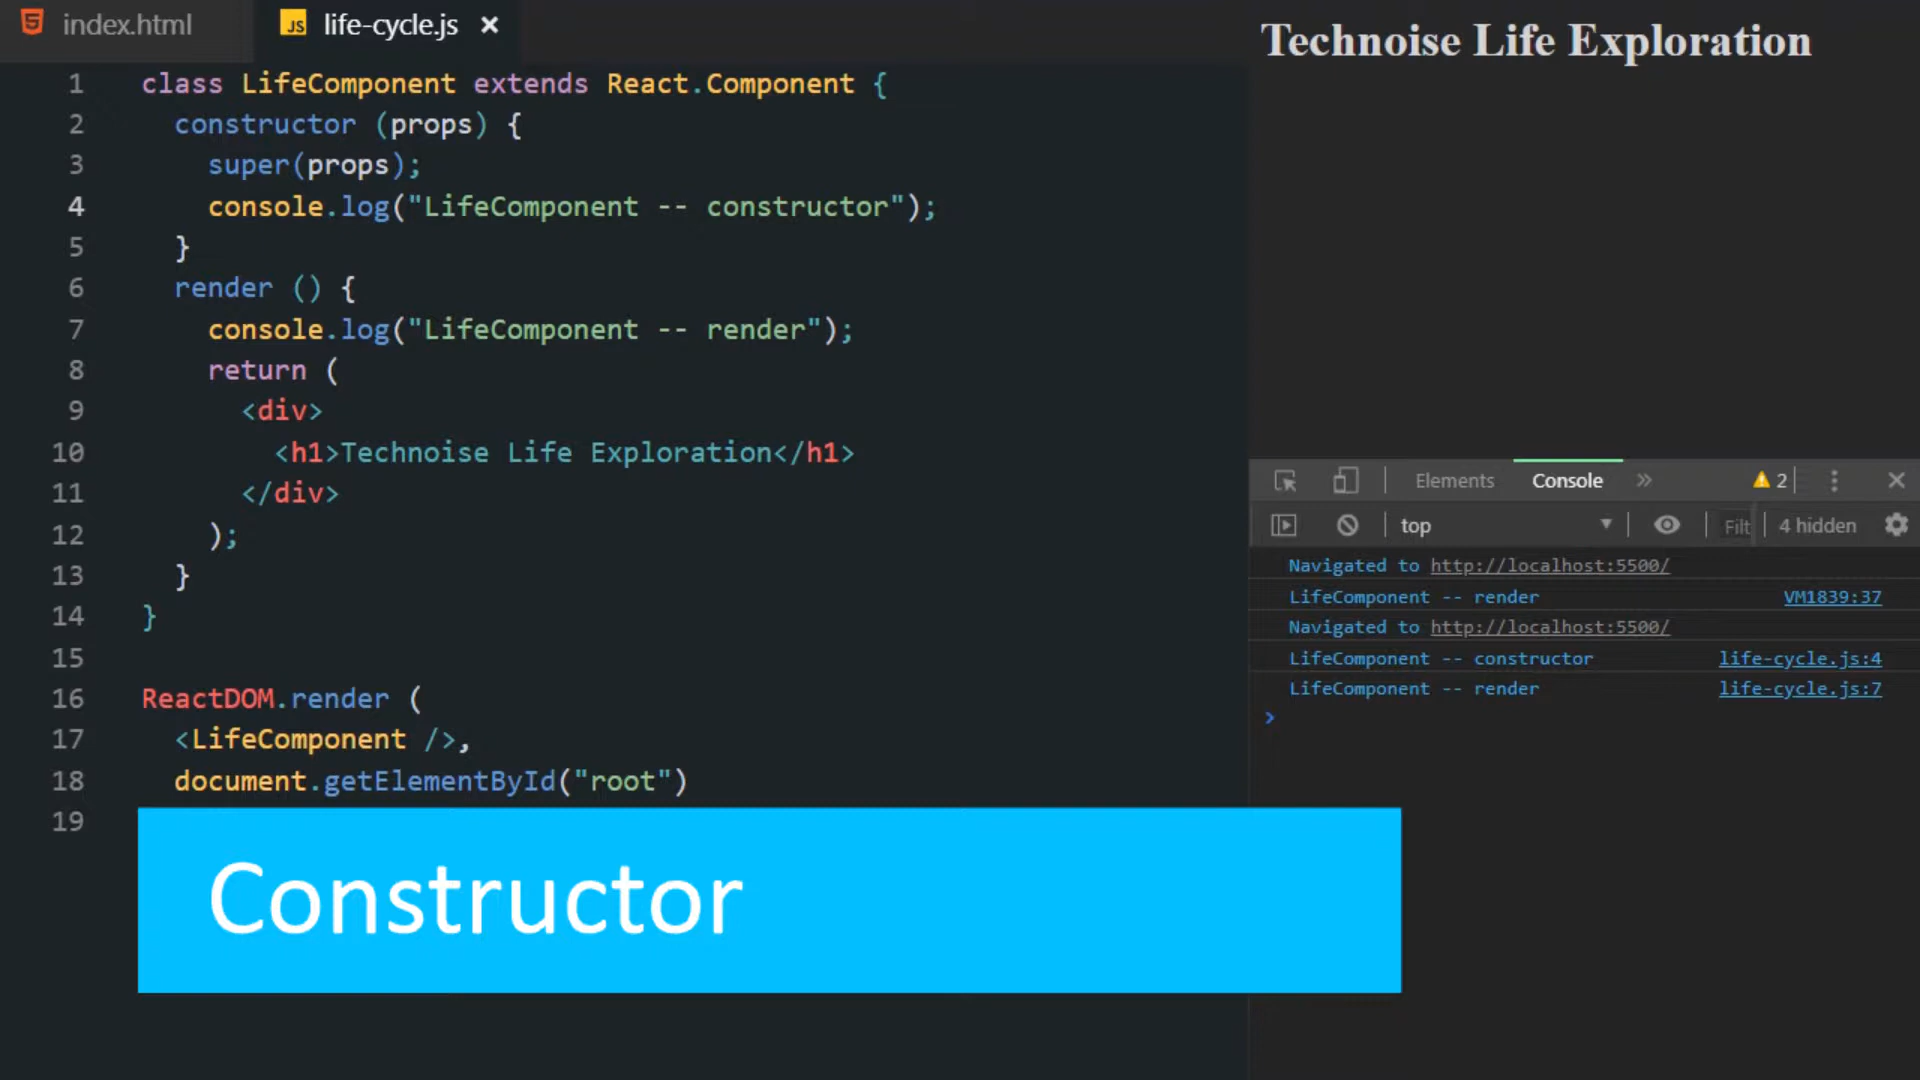 index.html
life-cycle.js
1 class LifeComponent extends React.Component {
2 constructor (props) {
3 super(props);
4 console.log("LifeComponent -- constructor");
5 }
6 render () {
7 console.log("LifeComponent -- render");
8 return (
9 <div>
10 <h1>Technoise Life Exploration</h1>
11 </div>
12 );
13 }
14 }
15
16 ReactDOM.render (
17 <LifeComponent />,
18 document.getElementById("root")
19
Constructor
Technoise Life Exploration
Elements Console 2
top Filt 4 hidden
Navigated to http://localhost:5500/
LifeComponent -- render VM1839:37
Navigated to http://localhost:5500/
LifeComponent -- constructor life-cycle.js:4
LifeComponent -- render life-cycle.js:7